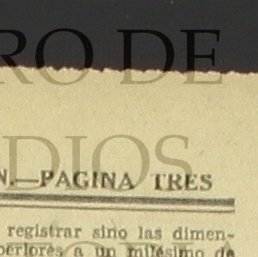 RO DE
DIOS
N.—PAGINA TRES
registrar sino las dimen-
periores a un milésimo de